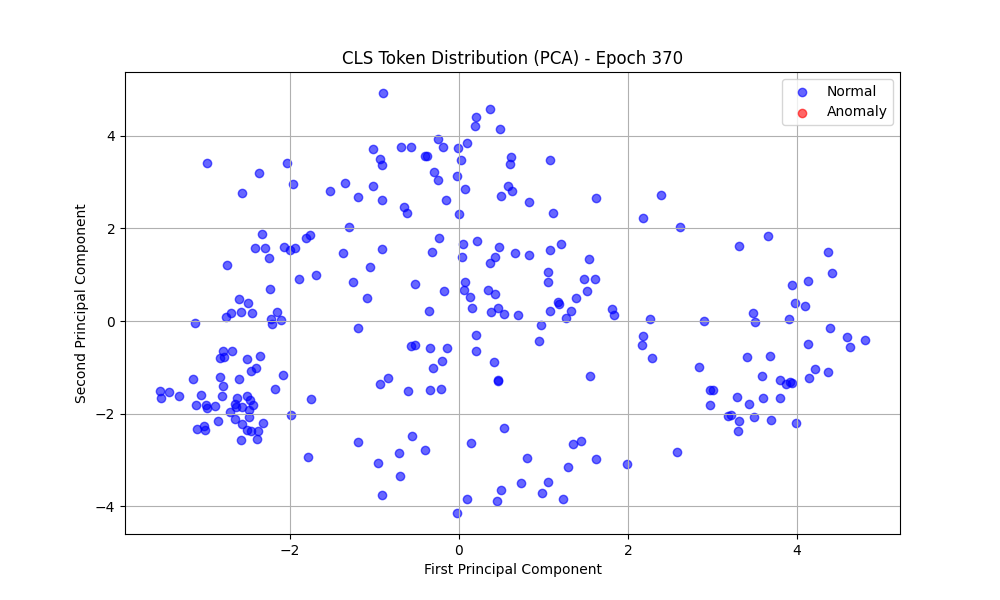 CLS Token Distribution (PCA) - Epoch 370
Normal
Anomaly
4
2
0
−2
−4
Second Principal Component
−2
0
2
4
First Principal Component